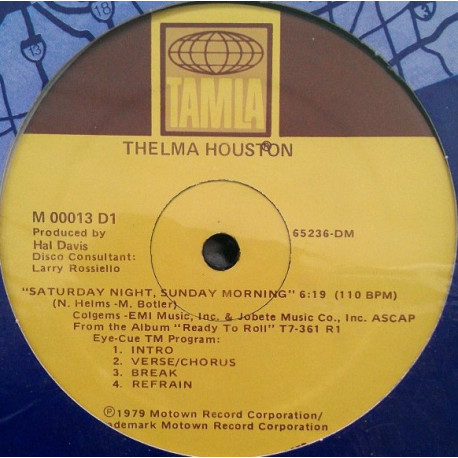 18
13
TAMLA
®
THELMA HOUSTON
M 00013 D1
Produced by
Hal Davis
Disco Consultant:
Larry Rossiello
65236-DM
"SATURDAY NIGHT, SUNDAY MORNING" 6:19 (110 BPM)
(N. Helms -M. Botler)
Colgems -EMI Music, Inc. & Jobete Music Co., Inc. ASCAP
From the Album "Ready To Roll" T7-361 R1
Eye-Cue TM Program:
1. INTRO
2. VERSE/CHORUS
3. BREAK
4. REFRAIN
℗1979 Motown Record Corporation/
demark Motown Record Corporation